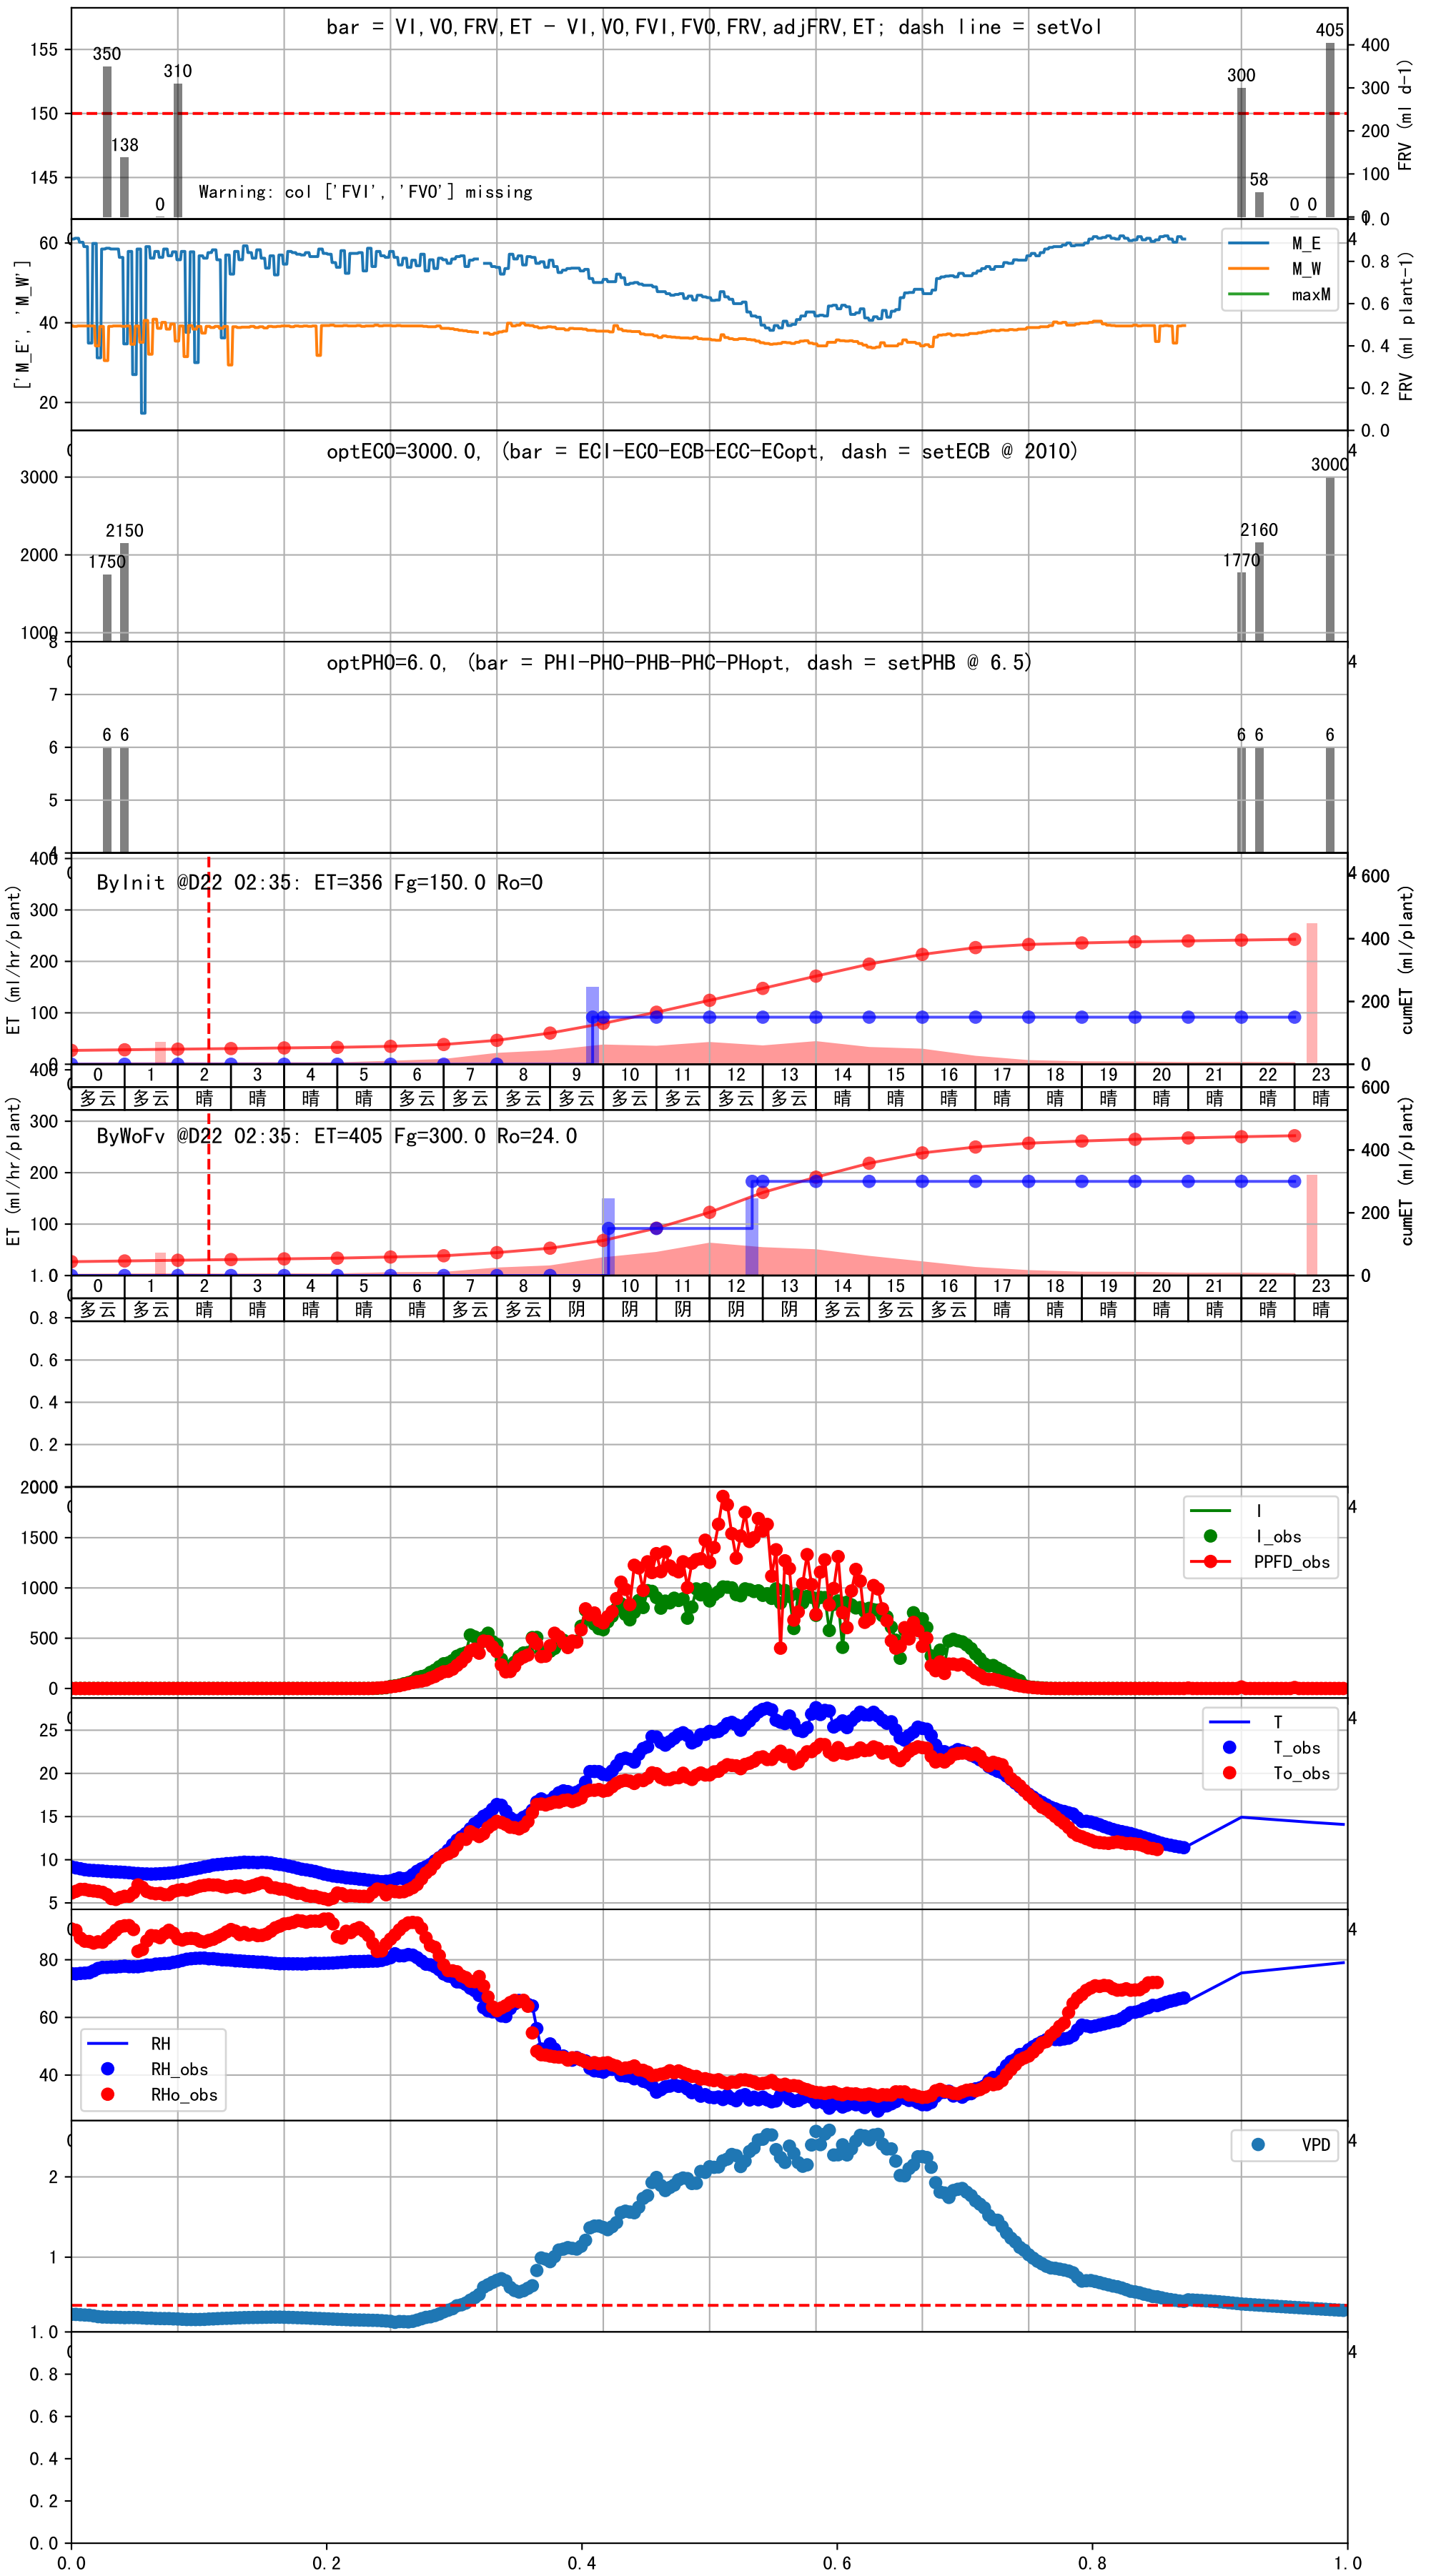 bar = VI,VO,FRV,ET - VI,VO,FVI,FVO,FRV,adjFRV,ET; dash line = setVol
155
150
145
350
138
0
310
300
58
0 0
405
Warning: col ['FVI', 'FVO'] missing
400
300
200
100
0
FRV (ml d-1)
1.0
['M_E', 'M_W']
60
40
20
M_E
M_W
maxM
0.8
0.6
0.4
0.2
0.0
FRV (ml plant-1)
optECO=3000.0, (bar = ECI-ECO-ECB-ECC-ECopt, dash = setECB @ 2010)
3000
2000
1000
1750
2150
1770
2160
3000
optPHO=6.0, (bar = PHI-PHO-PHB-PHC-PHopt, dash = setPHB @ 6.5)
8
7
6
5
4
6 6
6 6
6
ByInit @D22 02:35: ET=356 Fg=150.0 Ro=0
ET (ml/hr/plant)
400
300
200
100
0
600
400
200
0
cumET (ml/plant)
0 1 2 3 4 5 6 7 8 9 10 11 12 13 14 15 16 17 18 19 20 21 22 23
多云 多云 晴 晴 晴 晴 多云 多云 多云 多云 多云 多云 多云 多云 晴 晴 晴 晴 晴 晴 晴 晴 晴 晴
ByWoFv @D22 02:35: ET=405 Fg=300.0 Ro=24.0
ET (ml/hr/plant)
400
300
200
100
600
400
200
0
cumET (ml/plant)
0 1 2 3 4 5 6 7 8 9 10 11 12 13 14 15 16 17 18 19 20 21 22 23
多云 多云 晴 晴 晴 晴 晴 多云 多云 阴 阴 阴 阴 阴 多云 多云 多云 晴 晴 晴 晴 晴 晴 晴
1.0
0.8
0.6
0.4
0.2
2000
1500
1000
500
0
I
I_obs
PPFD_obs
25
20
15
10
5
T
T_obs
To_obs
80
60
40
RH
RH_obs
RHo_obs
2
1
VPD
1.0
0.8
0.6
0.4
0.2
0.0
0.0 0.2 0.4 0.6 0.8 1.0